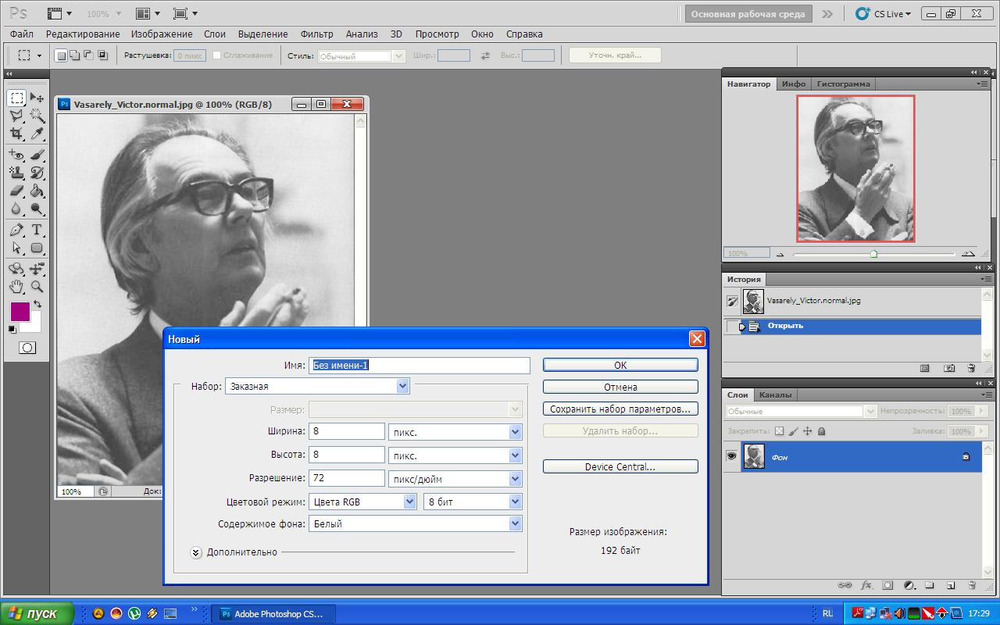 Ps 100% Основная рабочая среда CS Live
Файл Редактирование Изображение Слои Выделение Фильтр Анализ 3D Просмотр Окно Справка
Растушевка: 0 пикс Сглаживание Стиль: Обычный Шир.: Выс.: Уточн. край...
Навигатор Инфо Гистограмма
Ps Vasarely_Victor.normal.jpg @ 100% (RGB/8)
100%
История
Vasarely_Victor.normal.jpg
Открыть
Новый
Имя: Без имени-1 OK
Набор: Заказная Отмена
Размер: Сохранить набор параметров...
Ширина: 8 пикс. Удалить набор...
Высота: 8 пикс.
Device Central...
Разрешение: 72 пикс/дюйм
Цветовой режим: Цвета RGB 8 бит
Содержимое фона: Белый
Размер изображения:
192 байт
Дополнительно
Слои Каналы
Обычные Непрозрачность: 100%
Закрепить: Заливка: 100%
Фон
100% Док:
пуск Ps Adobe Photoshop CS... RU 17:29